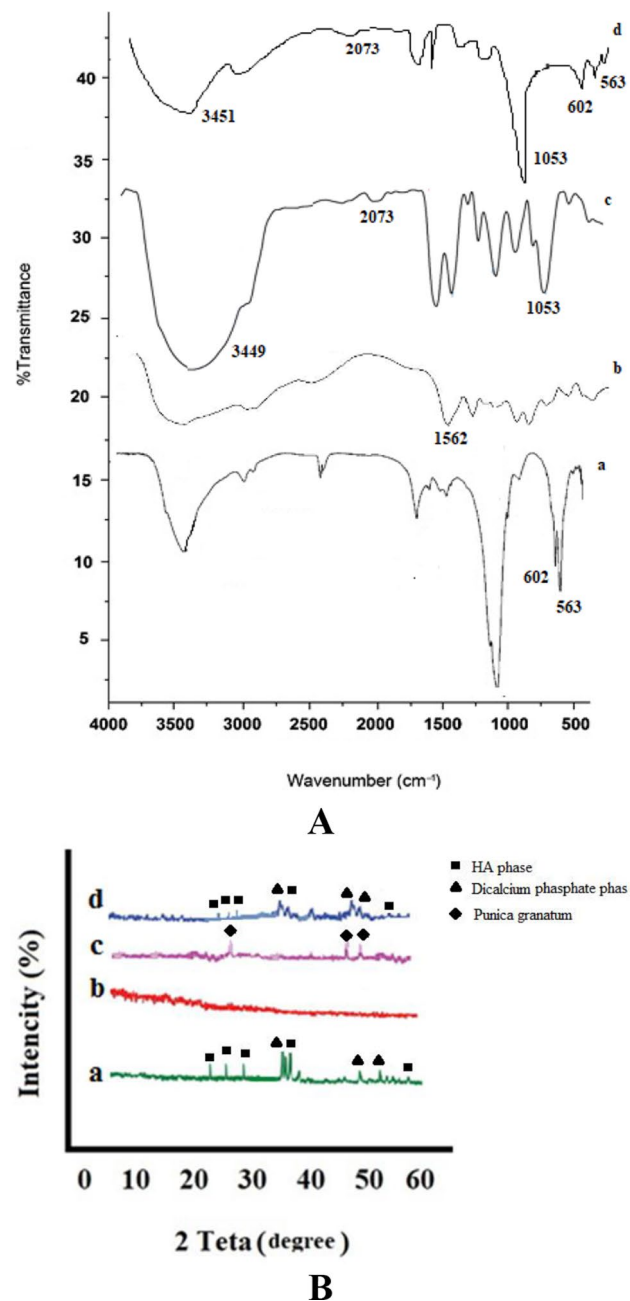 A
d
2073
40
3451
602
563
1053
35
c
30
2073
1053
%Transmittance
25
3449
b
20
1562
a
15
10
602
563
5
4000
3500
3000
2500
2000
1500
1000
500
Wavenumber (cm⁻¹)
A
HA phase
Dicalcium phosphate phas
Punica granatum
d
c
b
a
Intencity (%)
0 10 20 30 40 50 60
2 Teta (degree)
B